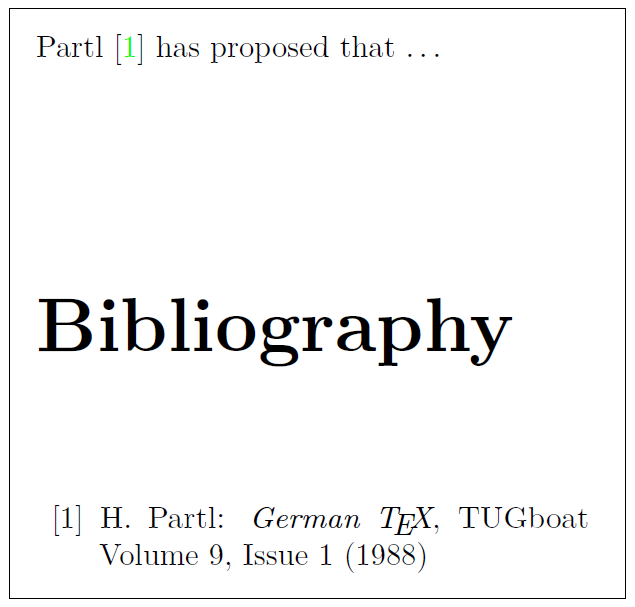 Partl [1] has proposed that ...
Bibliography
[1] H. Partl: German TEX, TUGboat
Volume 9, Issue 1 (1988)